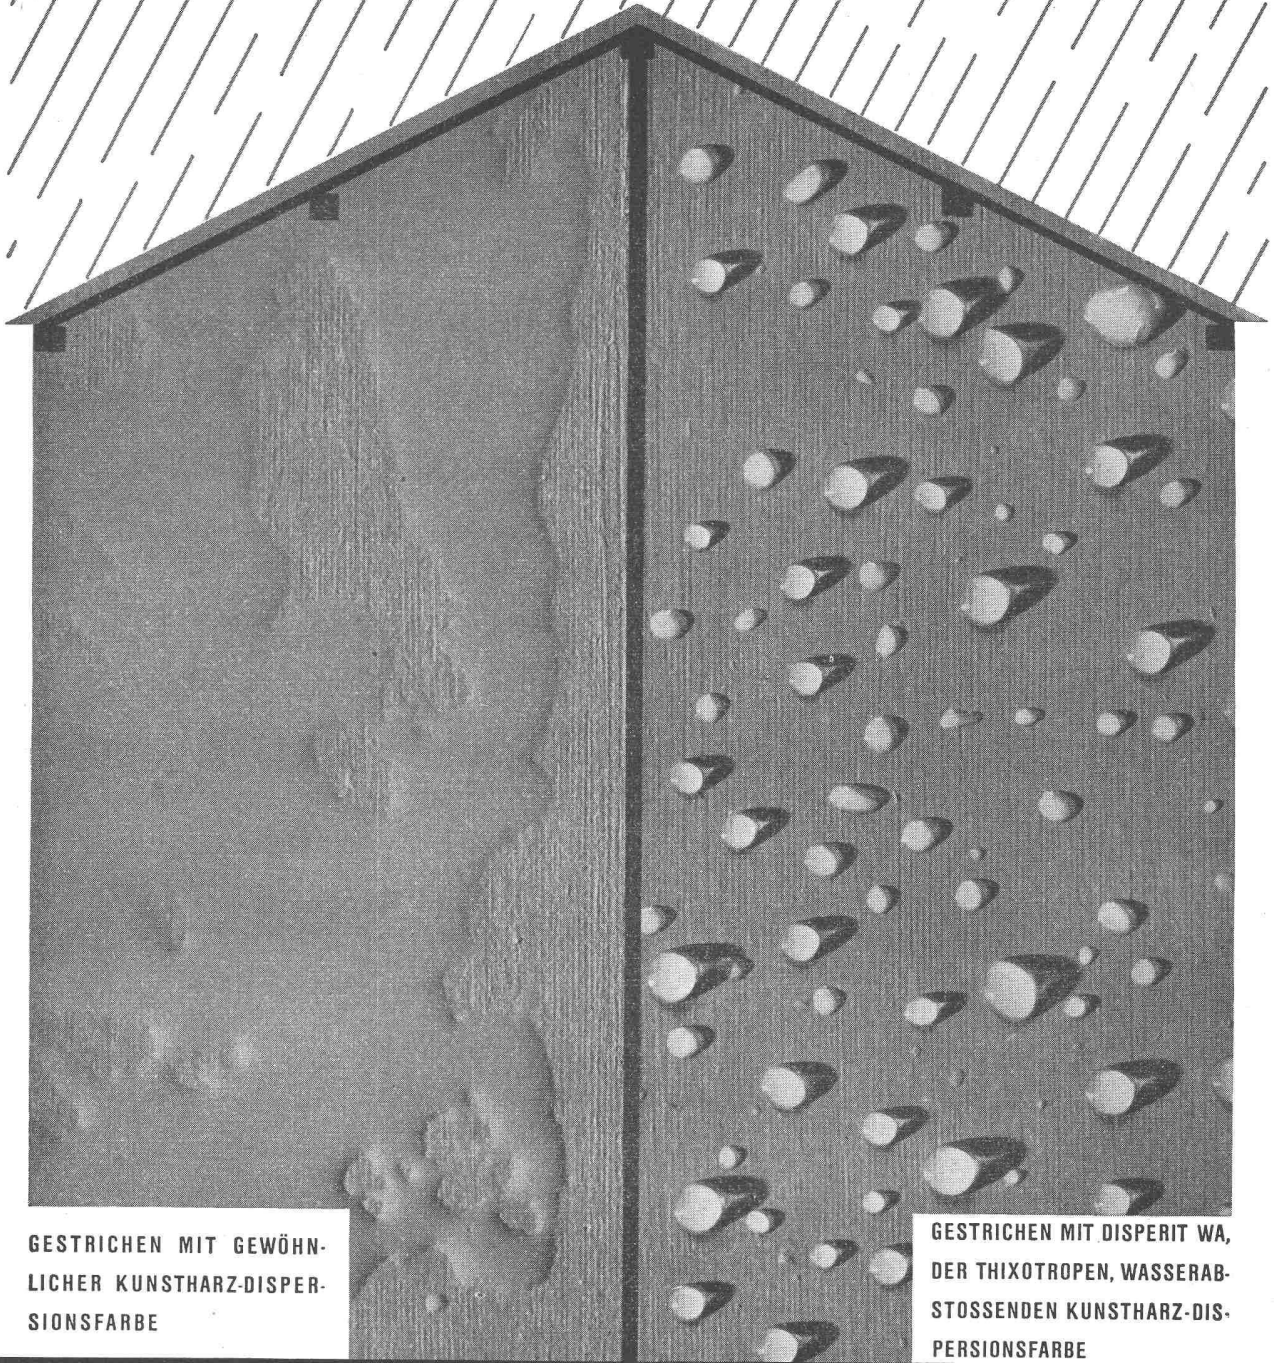 GESTRICHEN MIT GEWÖHN-
LICHER KUNSTHARZ-DISPER-
SIONSFARBE
GESTRICHEN MIT DISPERIT WA,
DER THIXOTROPEN, WASSERAB-
STOSSENDEN KUNSTHARZ-DIS-
PERSIONSFARBE